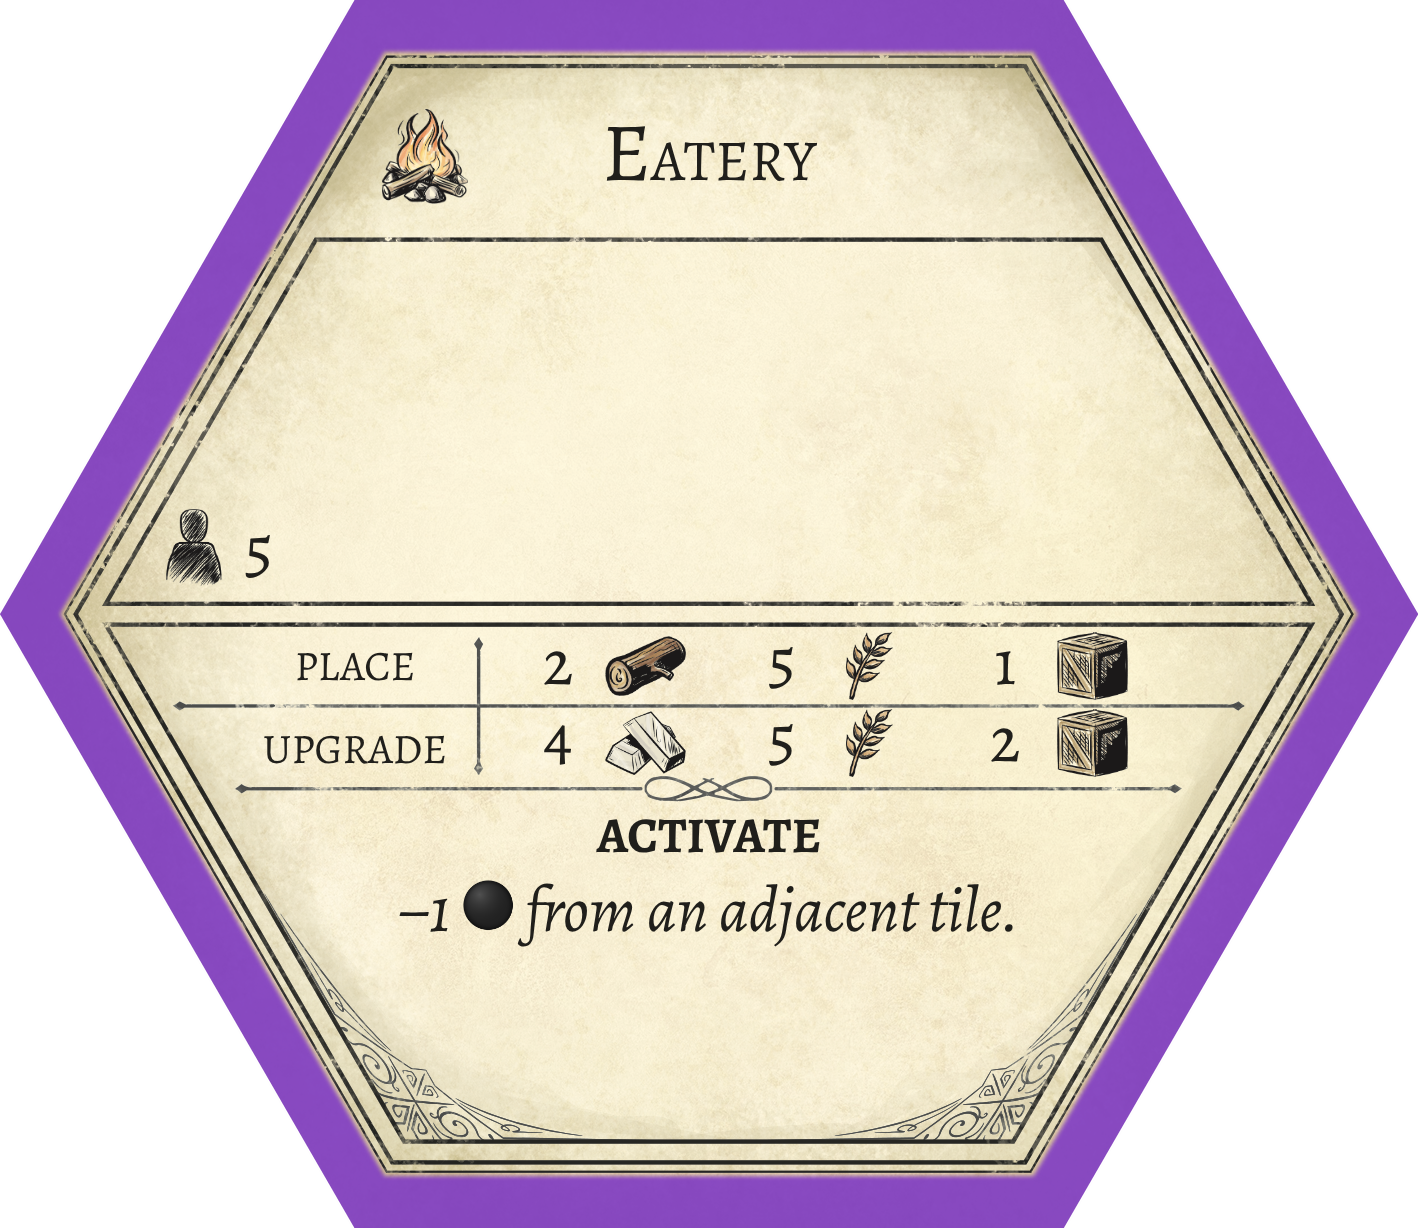 Eatery
5
PLACE 2 5 1
UPGRADE 4 5 2
ACTIVATE
–1 from an adjacent tile.